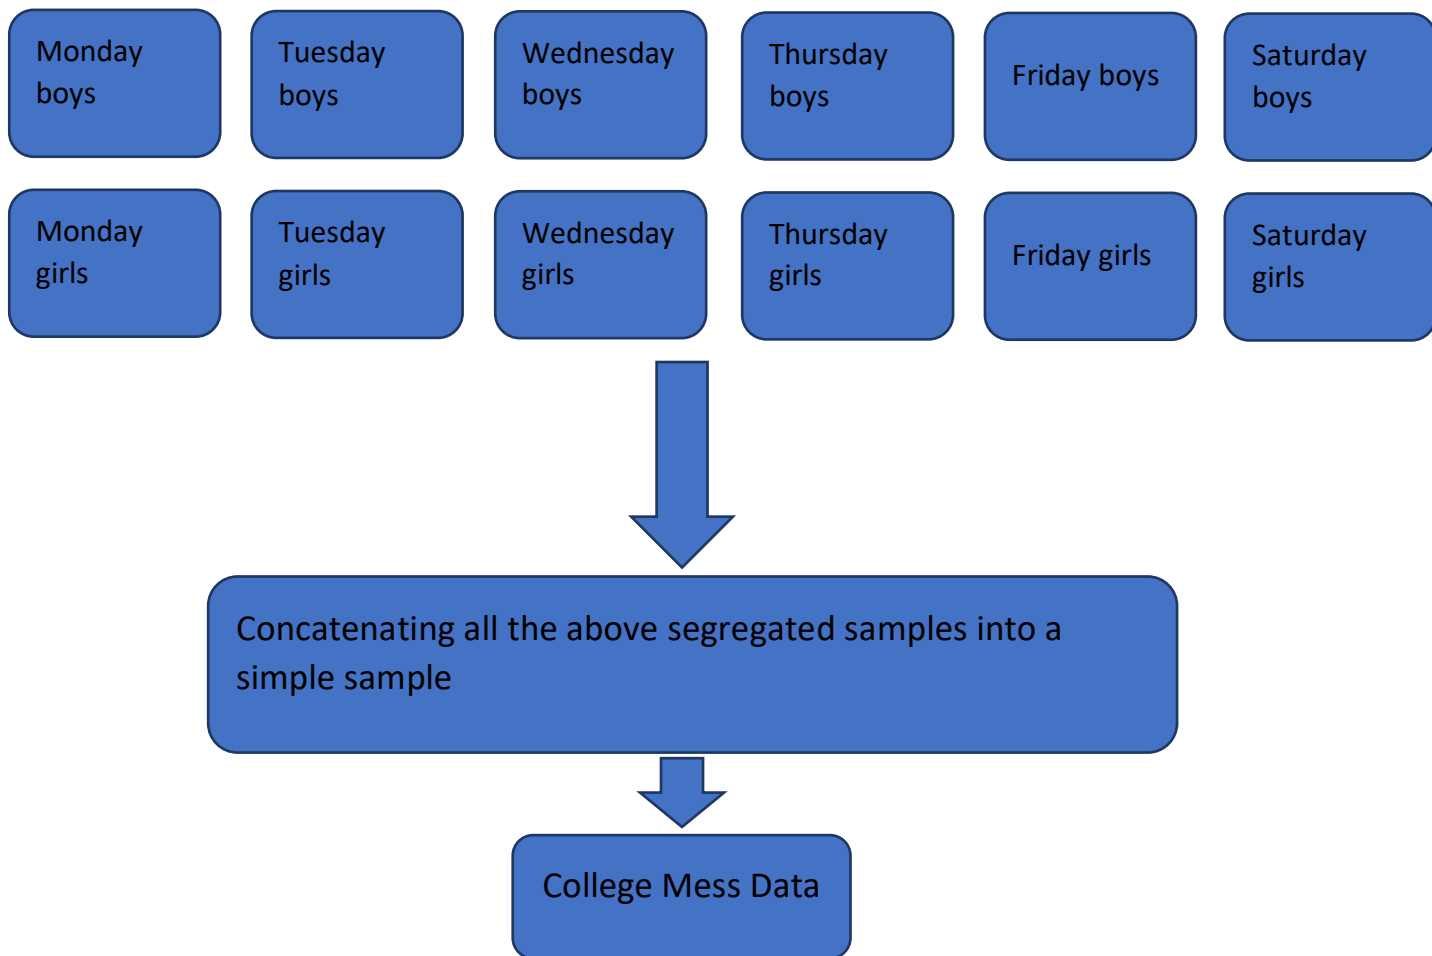 Monday
boys
Tuesday
boys
Wednesday
boys
Thursday
boys
Friday boys
Saturday
boys
Monday
girls
Tuesday
girls
Wednesday
girls
Thursday
girls
Friday girls
Saturday
girls
Concatenating all the above segregated samples into a
simple sample
College Mess Data